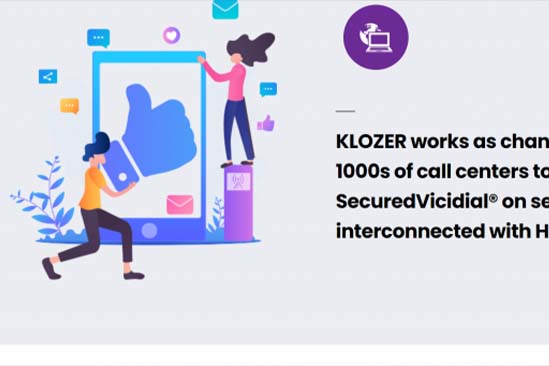 KLOZER works as chan
1000s of call centers to
SecuredVicidial® on se
interconnected with H